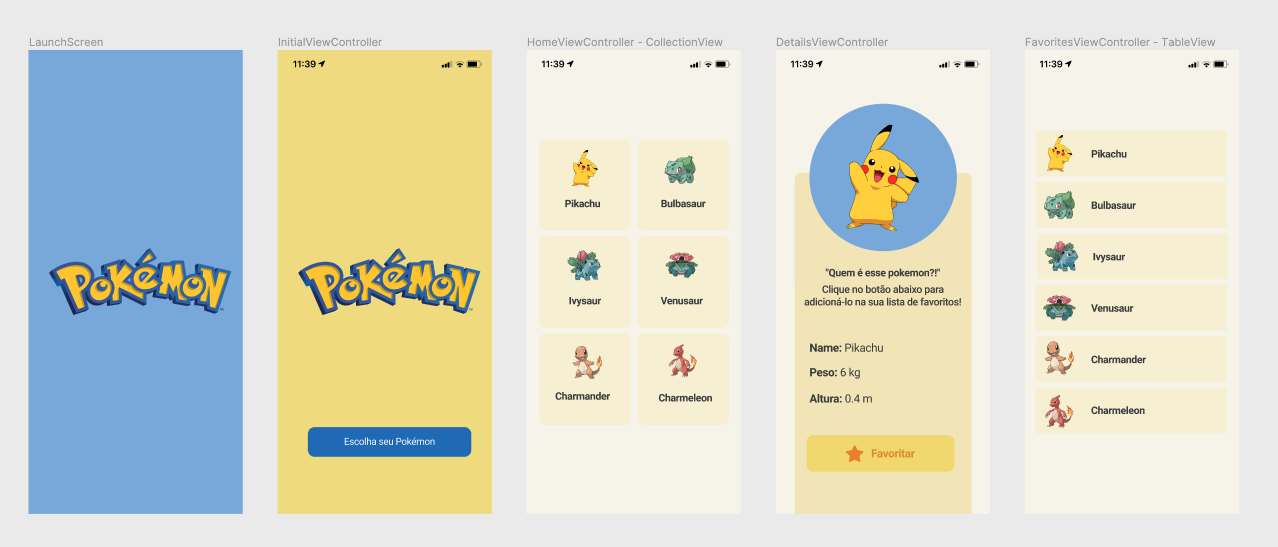 LaunchScreen
POKéMON
InitialViewController
11:39
POKéMON
Escolha seu Pokémon
HomeViewController - CollectionView
11:39
Pikachu
Bulbasaur
Ivysaur
Venusaur
Charmander
Charmeleon
DetailsViewController
11:39
"Quem é esse pokemon?!"
Clique no botão abaixo para
adicioná-lo na sua lista de favoritos!
Name: Pikachu
Peso: 6 kg
Altura: 0.4 m
Favoritar
FavoritesViewController - TableView
11:39
Pikachu
Bulbasaur
Ivysaur
Venusaur
Charmander
Charmeleon